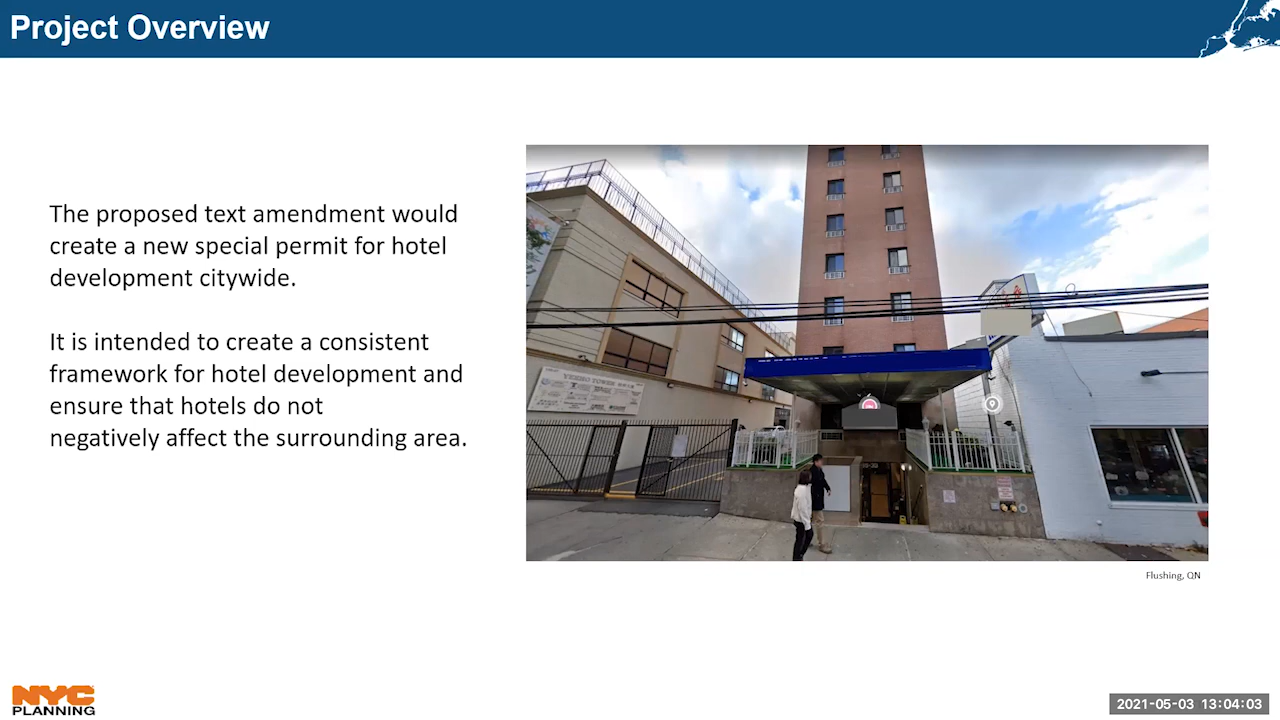 Project Overview
The proposed text amendment would
create a new special permit for hotel
development citywide.
It is intended to create a consistent
framework for hotel development and
ensure that hotels do not
negatively affect the surrounding area.
Flushing, QN
NYC
PLANNING
2021-05-03 13:04:03